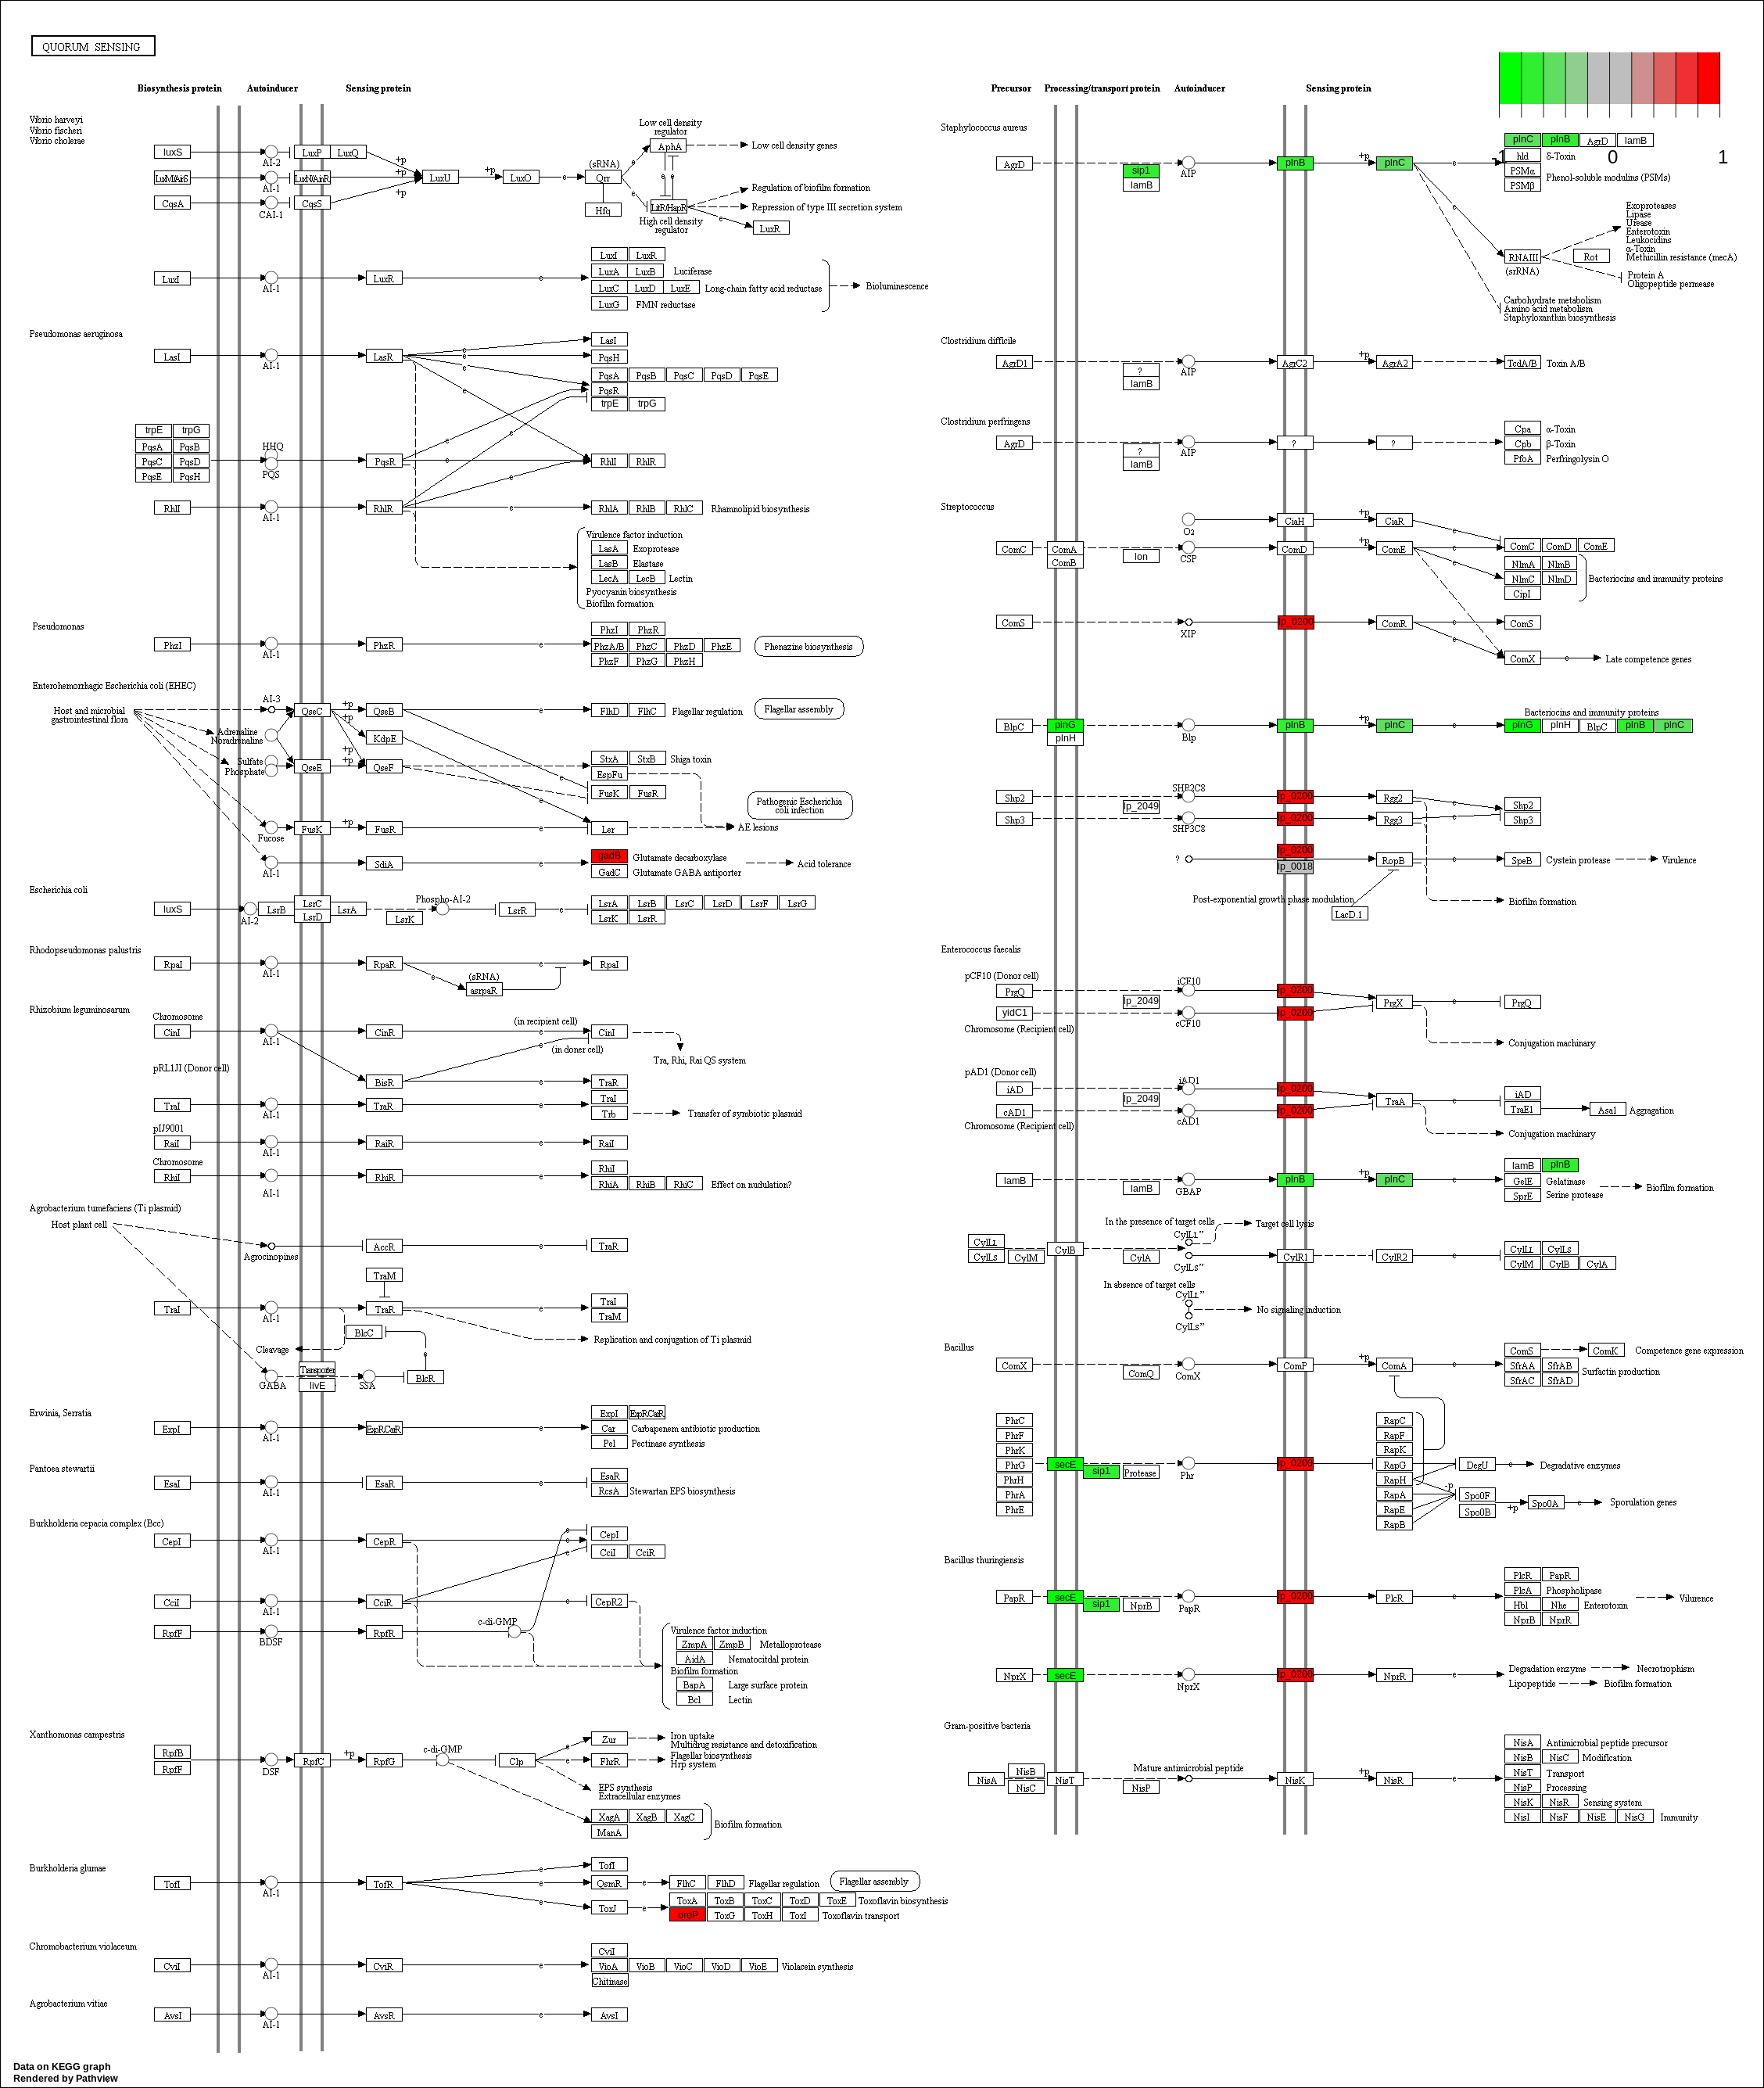 QUORUM SENSING
Biosynthesis protein Autoinducer Sensing protein
Vibrio harveyi
Vibrio fischeri
Vibrio cholerae
luxS AI-2 LuxP LuxQ +p
LuxM/AinS AI-1 LuxN/AinR +p LuxU +p LuxO e (sRNA) Qrr Hfq
CqsA CAI-1 CqsS +p
Low cell density regulator
AphA Low cell density genes
e e e e
LitR/HapR
High cell density regulator
Regulation of biofilm formation
Repression of type III secretion system
e LuxR
LuxI AI-1 LuxR e
LuxI LuxR
LuxA LuxB Luciferase
LuxC LuxD LuxE Long-chain fatty acid reductase
LuxG FMN reductase
Bioluminescence
Pseudomonas aeruginosa
LasI AI-1 LasR e e e e
LasI
PqsH
PqsA PqsB PqsC PqsD PqsE
PqsR
trpE trpG
trpE trpG
PqsA PqsB
PqsC PqsD
PqsE PqsH
HHQ
PQS
PqsR e e e
RhlI RhlR
RhlI AI-1 RhlR e e
RhlA RhlB RhlC Rhamnolipid biosynthesis
Virulence factor induction
LasA Exoprotease
LasB Elastase
LecA LecB Lectin
Pyocyanin biosynthesis
Biofilm formation
Pseudomonas
PhzI AI-1 PhzR e
PhzI PhzR
PhzA/B PhzC PhzD PhzE
PhzF PhzG PhzH
Phenazine biosynthesis
Enterohemorrhagic Escherichia coli (EHEC)
Host and microbial
gastrointestinal flora
AI-3 QseC +p QseB e FlhD FlhC Flagellar regulation Flagellar assembly
Adrenaline
Noradrenaline
+p KdpE
Sulfate
Phosphate
QseE +p +p QseF
StxA StxB Shiga toxin
EspFu
e FusK FusR
e
Pathogenic Escherichia
coli infection
Fucose FusK +p FusR e Ler AE lesions
AI-1 SdiA e
gadB Glutamate decarboxylase Acid tolerance
GadC Glutamate GABA antiporter
Escherichia coli
luxS AI-2 LsrB LsrC LsrD LsrA LsrK Phospho-AI-2 LsrR e
LsrA LsrB LsrC LsrD LsrF LsrG
LsrK LsrR
Rhodopseudomonas palustris
RpaI AI-1 RpaR e RpaI
e (sRNA) asrpaR
Rhizobium leguminosarum
Chromosome
CinI AI-1 CinR (in recipient cell) e CinI
e (in doner cell)
Tra, Rhi, Rai QS system
pRL1JI (Donor cell)
BisR e TraR
TraI AI-1 TraR e TraI
Trb Transfer of symbiotic plasmid
pIJ9001
RaiI AI-1 RaiR e RaiI
Chromosome
RhiI AI-1 RhiR e RhiI
RhiA RhiB RhiC Effect on nudulation?
Agrobacterium tumefaciens (Ti plasmid)
Host plant cell
Agrocinopines AccR e TraR
TraM
TraI AI-1 TraR e TraI
TraM
BlcC
Replication and conjugation of Ti plasmid
Cleavage
e
GABA Transporter livE SSA BlcR
Erwinia, Serratia
ExpI AI-1 ExpR,CarR e
ExpI ExpR,CarR
Car Carbapenem antibiotic production
Pel Pectinase synthesis
Pantoea stewartii
EsaI AI-1 EsaR e
EsaR
RcsA Stewartan EPS biosynthesis
Burkholderia cepacia complex (Bcc)
CepI AI-1 CepR e e e
CepI
CciI CciR
CciI AI-1 CciR e CepR2
RpfF BDSF RpfR c-di-GMP
Virulence factor induction
ZmpA ZmpB Metalloprotease
AidA Nematocitdal protein
Biofilm formation
BapA Large surface protein
Bcl Lectin
Xanthomonas campestris
RpfB
RpfF
DSF RpfC +p RpfG c-di-GMP Clp e e e
Zur Iron uptake
Multidrug resistance and detoxification
FhrR Flagellar biosynthesis
Hrp system
EPS synthesis
Extracellular enzymes
XagA XagB XagC
ManA
Biofilm formation
Burkholderia glumae
TofI AI-1 TofR e e e
TofI
QsmR e FlhC FlhD Flagellar regulation Flagellar assembly
ToxJ e
ToxA ToxB ToxC ToxD ToxE Toxoflavin biosynthesis
oroP ToxG ToxH ToxI Toxoflavin transport
Chromobacterium violaceum
CviI AI-1 CviR e
CviI
VioA VioB VioC VioD VioE Violacein synthesis
Chitinase
Agrobacterium vitiae
AvsI AI-1 AvsR e AvsI
Data on KEGG graph
Rendered by Pathview
Precursor Processing/transport protein Autoinducer Sensing protein
-1 0 1
Staphylococcus aureus
AgrD sip1 lamB AIP plnB +p plnC e
plnC plnB AgrD lamB
hld δ-Toxin
PSMα
PSMβ
Phenol-soluble modulins (PSMs)
e
RNAIII
(srRNA)
Rot
Exoproteases
Lipase
Urease
Enterotoxin
Leukocidins
α-Toxin
Methicillin resistance (mecA)
Protein A
Oligopeptide permease
Carbohydrate metabolism
Amino acid metabolism
Staphyloxanthin biosynthesis
Clostridium difficile
AgrD1 ? lamB AIP AgrC2 +p AgrA2 TcdA/B Toxin A/B
Clostridium perfringens
AgrD ? lamB AIP ? ?
Cpa α-Toxin
Cpb β-Toxin
PfoA Perfringolysin O
Streptococcus
O2 CiaH +p CiaR e
ComC ComA ComB lon CSP ComD +p ComE e e
ComC ComD ComE
NlmA NlmB
NlmC NlmD
CipI
Bacteriocins and immunity proteins
ComS XIP lp_0200 ComR e e ComS
ComX e Late competence genes
Bacteriocins and immunity proteins
BlpC plnG plnH Blp plnB +p plnC e
plnG plnH BlpC plnB plnC
Shp2 SHP2C8 lp_0200 Rgg2 e Shp2
lp_2049
Shp3 SHP3C8 lp_0200 Rgg3 e Shp3
? lp_0200 lp_0018 RopB e SpeB Cystein protease Virulence
Post-exponential growth phase modulation
LacD.1
Biofilm formation
Enterococcus faecalis
pCF10 (Donor cell)
PrgQ iCF10 lp_0200
lp_2049 PrgX e PrgQ
yidC1 cCF10 lp_0200
Chromosome (Recipient cell)
Conjugation machinary
pAD1 (Donor cell)
iAD iAD1 lp_0200
lp_2049 TraA e iAD
cAD1 cAD1 lp_0200
TraE1 Asa1 Aggragation
Chromosome (Recipient cell)
Conjugation machinary
lamB lamB GBAP plnB +p plnC e
lamB plnB
GelE Gelatinase
SprE Serine protease
Biofilm formation
In the presence of target cells Target cell lysis
CylLL
CylLS CylM CylB CylA CylLL" CylLS" CylR1 CylR2 e
CylLL CylLS
CylM CylB CylA
In absence of target cells
CylLL"
No signaling induction
CylLS"
Bacillus
ComX ComQ ComX ComP +p ComA e
ComS ComK Competence gene expression
SfrAA SfrAB
SfrAC SfrAD
Surfactin production
PhrC
PhrF
PhrK
PhrG
PhrH
PhrA
PhrE
secE sip1 Protease Phr lp_0200
RapC
RapF
RapK
RapG
RapH
RapA
RapE
RapB
DegU e Degradative enzymes
-p
Spo0F
Spo0B
+p Spo0A e Sporulation genes
Bacillus thuringiensis
PapR secE sip1 NprB PapR lp_0200 PlcR e
PlcR PapR
PlcA Phospholipase
Hbl Nhe Enterotoxin
NprB NprR
Vilurence
NprX secE NprX lp_0200 NprR e
Degradation enzyme Necrotrophism
Lipopeptide Biofilm formation
Gram-positive bacteria
NisA NisB NisC NisT NisP Mature antimicrobial peptide NisK +p NisR e
NisA Antimicrobial peptide precursor
NisB NisC Modification
NisT Transport
NisP Processing
NisK NisR Sensing system
NisI NisF NisE NisG Immunity